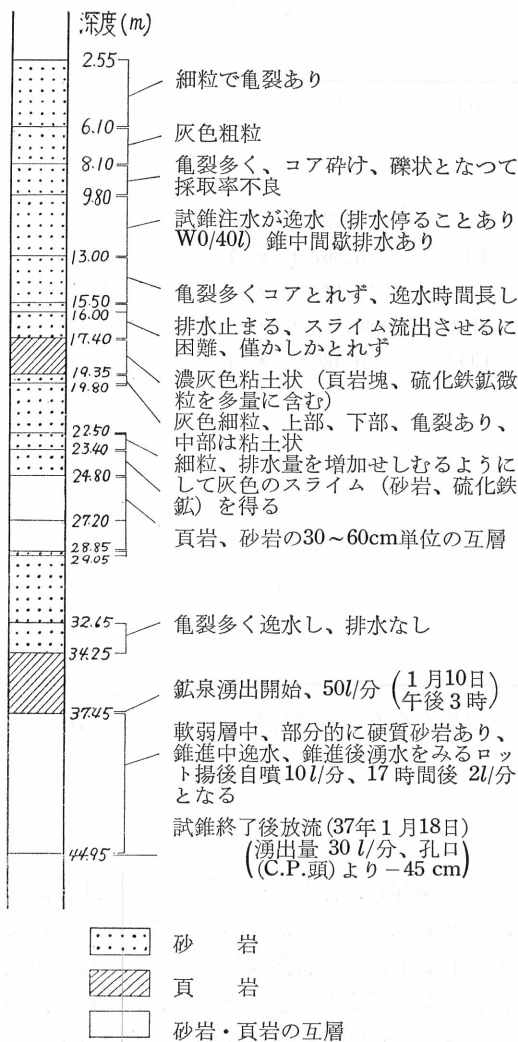 深度(m)
2.55
細粒で亀裂あり
6.10
灰色粗粒
8.10
亀裂多く、コア砕け、礫状となつて
採取率不良
9.80
試錐注水が逸水（排水停ることあり
W0/40l）錐中間歇排水あり
13.00
亀裂多くコアとれず、逸水時間長し
15.50
16.00
排水止まる、スライム流出させるに
困難、僅かしかとれず
17.40
濃灰色粘土状（頁岩塊、硫化鉄鉱微
粒を多量に含む）
19.35
19.80
灰色細粒、上部、下部、亀裂あり、
中部は粘土状
22.50
23.40
細粒、排水量を増加せしむるように
して灰色のスライム（砂岩、硫化鉄
鉱）を得る
24.80
27.20
頁岩、砂岩の30～60cm単位の互層
28.85
29.05
32.65
亀裂多く逸水し、排水なし
34.25
鉱泉湧出開始、50l/分（1月10日
午後3時）
37.45
軟弱層中、部分的に硬質砂岩あり、
錐進中逸水、錐進後湧水をみるロッ
ト揚後自噴10l/分、17時間後 2l/分
となる
試錐終了後放流(37年1月18日)
(湧出量 30 l/分、孔口
(C.P.頭)より－45 cm)
44.95
砂　岩
頁　岩
砂岩・頁岩の互層